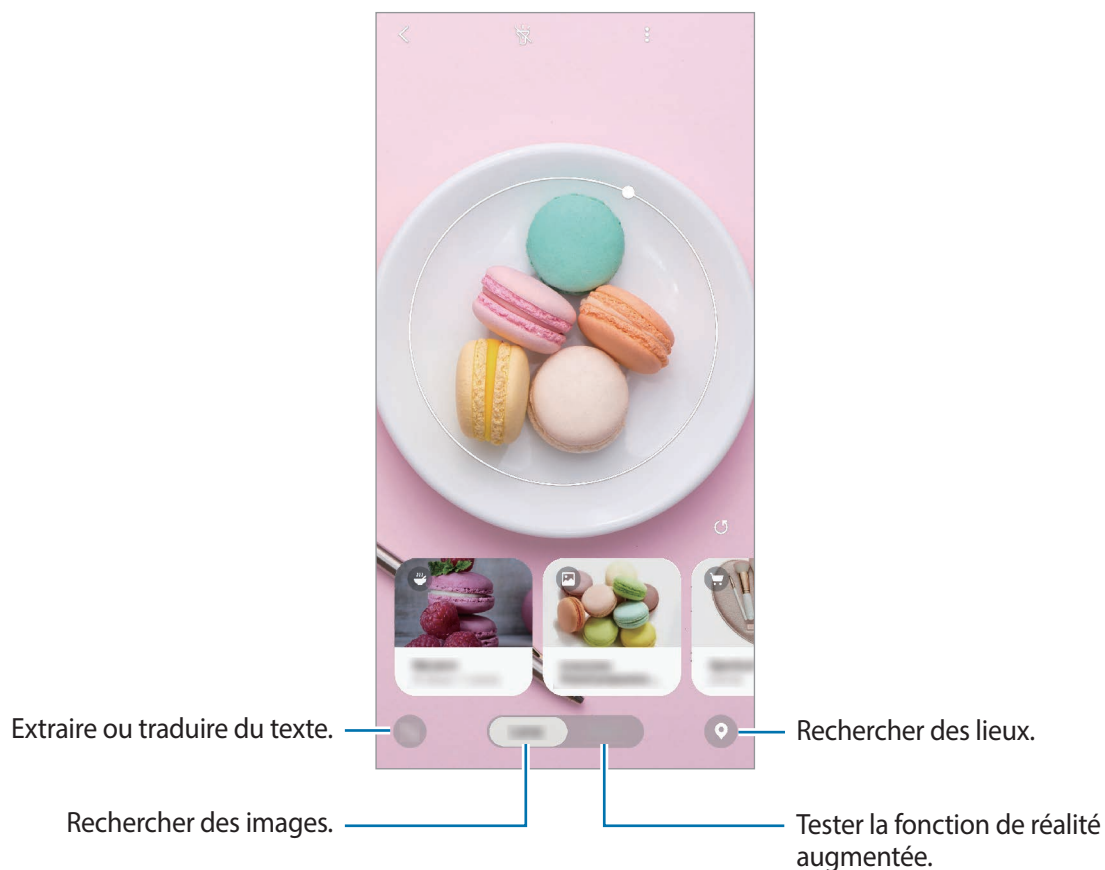 Extraire ou traduire du texte.
Rechercher des lieux.
Rechercher des images.
Tester la fonction de réalité
augmentée.